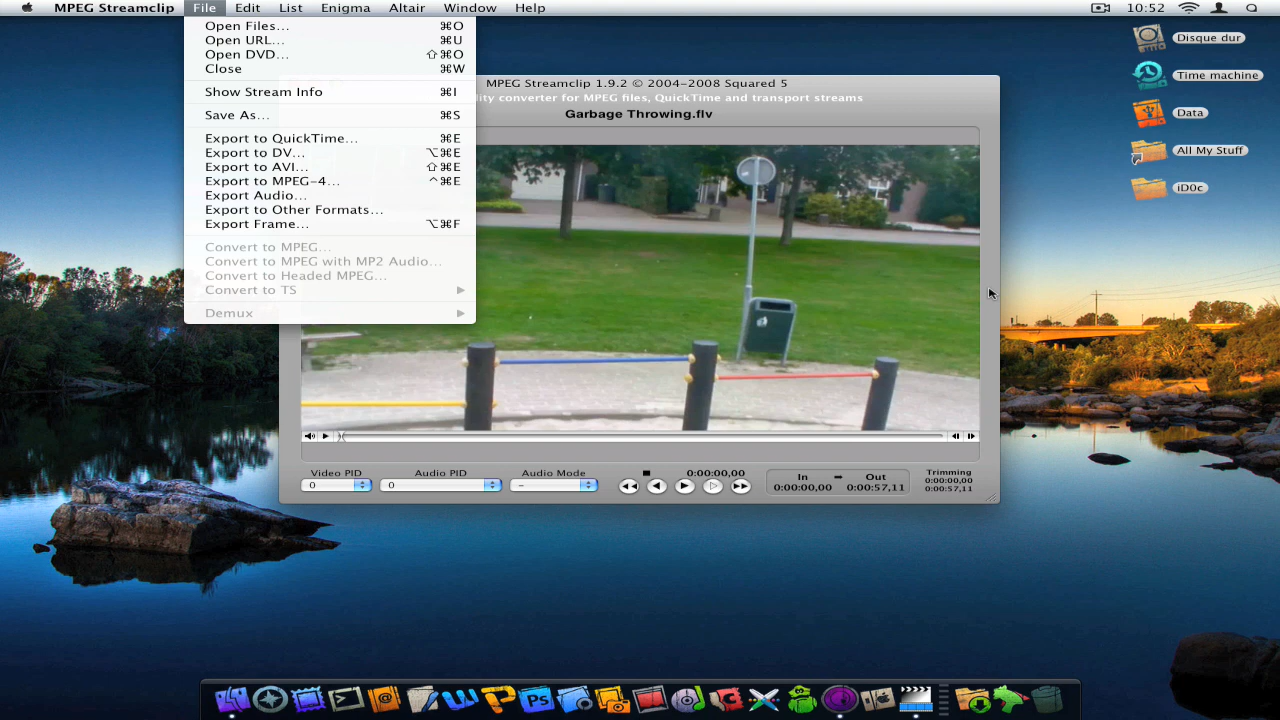 MPEG Streamclip File Edit List Enigma Altair Window Help 10:52
Open Files... ⌘O
Open URL... ⌘U
Open DVD... ⇧⌘O
Close ⌘W
Show Stream Info ⌘I
Save As... ⌘S
Export to QuickTime... ⌘E
Export to DV... ⌥⌘E
Export to AVI... ⇧⌘E
Export to MPEG-4... ^⌘E
Export Audio...
Export to Other Formats...
Export Frame... ⌥⌘F
Convert to MPEG...
Convert to MPEG with MP2 Audio...
Convert to Headed MPEG...
Convert to TS
Demux
MPEG Streamclip 1.9.2 © 2004-2008 Squared 5
converter for MPEG files, QuickTime and transport streams
Garbage Throwing.flv
Video PID Audio PID Audio Mode 0:00:00,00
0 0 –
In ➡ Out
0:00:00,00 0:00:57,11
Trimming
0:00:00,00
0:00:57,11
Disque dur
Time machine
Data
All My Stuff
iD0c
Ps